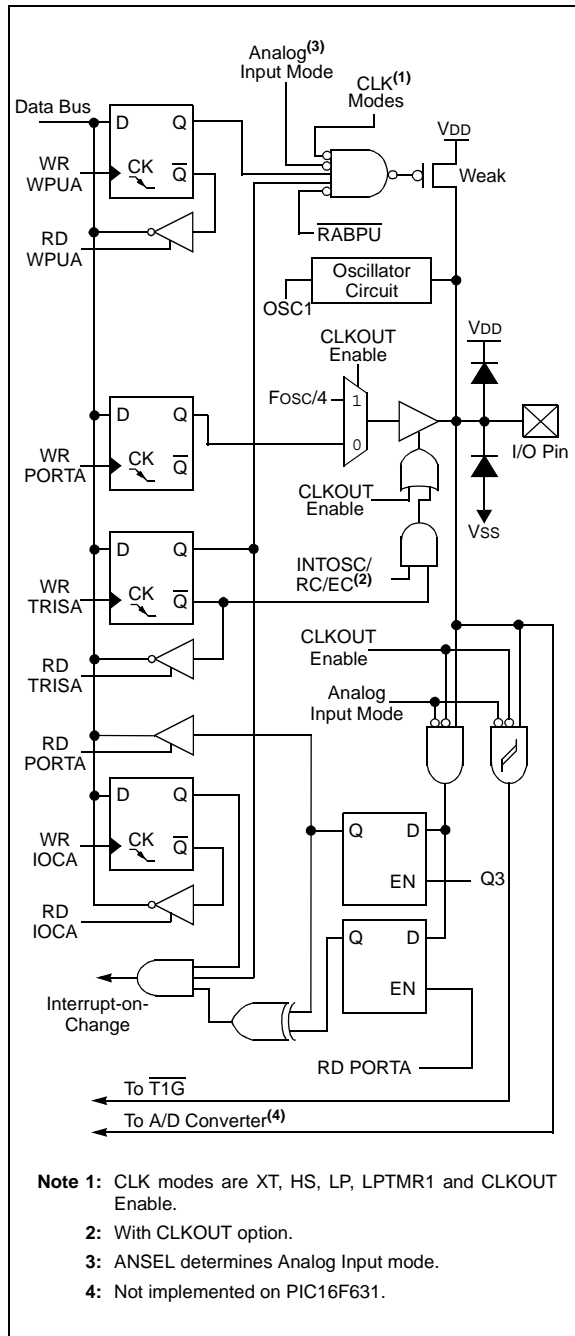 Analog(3)
Input Mode
CLK(1)
Modes
Data Bus
D Q
VDD
WR
WPUA
CK Q
Weak
RD
WPUA
RABPU
Oscillator
Circuit
OSC1
CLKOUT
Enable
VDD
FOSC/4
1
D Q
0
I/O Pin
WR
PORTA
CK Q
CLKOUT
Enable
VSS
D Q
INTOSC/
RC/EC(2)
WR
TRISA
CK Q
CLKOUT
Enable
RD
TRISA
Analog
Input Mode
RD
PORTA
D Q
Q D
WR
IOCA
CK Q
EN
Q3
RD
IOCA
Q D
EN
Interrupt-on-
Change
RD PORTA
To T1G
To A/D Converter(4)
Note 1: CLK modes are XT, HS, LP, LPTMR1 and CLKOUT
Enable.
2: With CLKOUT option.
3: ANSEL determines Analog Input mode.
4: Not implemented on PIC16F631.